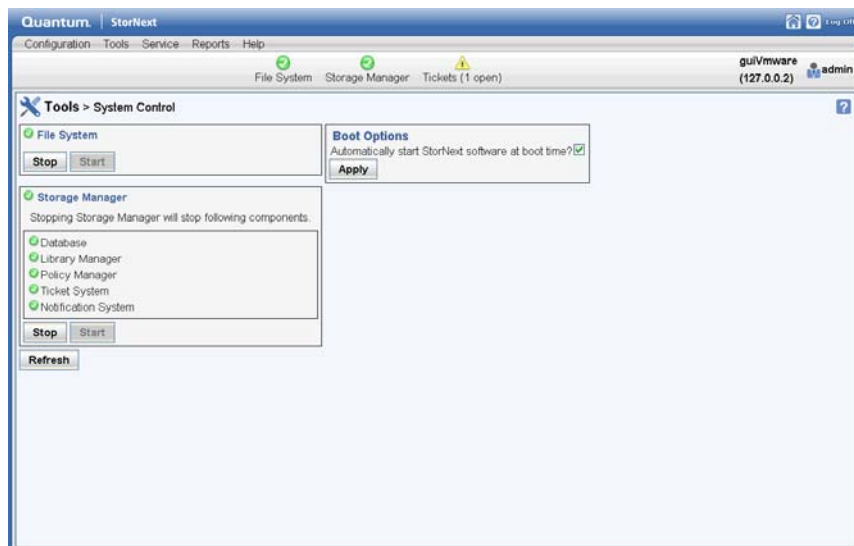 Quantum. | StorNext Log Off
Configuration Tools Service Reports Help
File System Storage Manager Tickets (1 open)
guiVmware
(127.0.0.2)
admin
Tools > System Control
File System
Stop Start
Boot Options
Automatically start StorNext software at boot time?
Apply
Storage Manager
Stopping Storage Manager will stop following components.
Database
Library Manager
Policy Manager
Ticket System
Notification System
Stop Start
Refresh